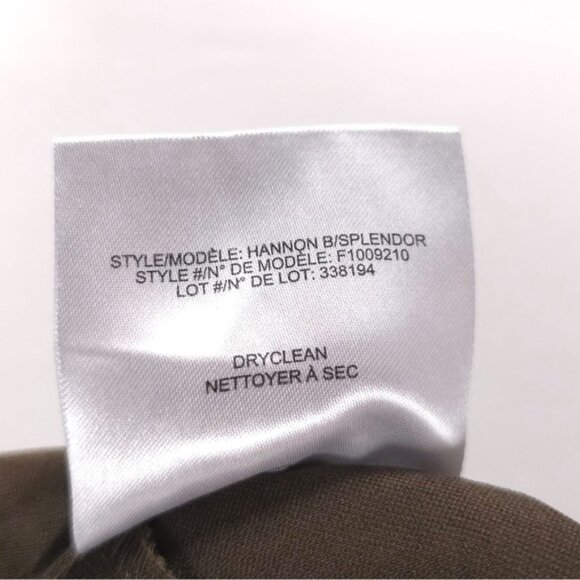 STYLE/MODÈLE: HANNON B/SPLENDOR
STYLE #/N° DE MODÈLE: F1009210
LOT #/N° DE LOT: 338194
DRYCLEAN
NETTOYER À SEC